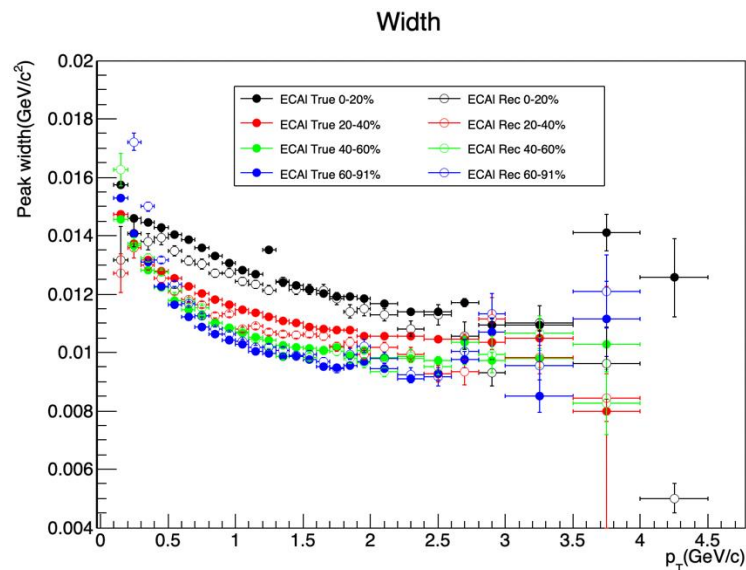 Width
Peak width(GeV/c²)
0.02
0.018
0.016
0.014
0.012
0.01
0.008
0.006
0.004
ECAl True 0-20% ECAl Rec 0-20%
ECAl True 20-40% ECAl Rec 20-40%
ECAl True 40-60% ECAl Rec 40-60%
ECAl True 60-91% ECAl Rec 60-91%
0 0.5 1 1.5 2 2.5 3 3.5 4 4.5
p_T(GeV/c)